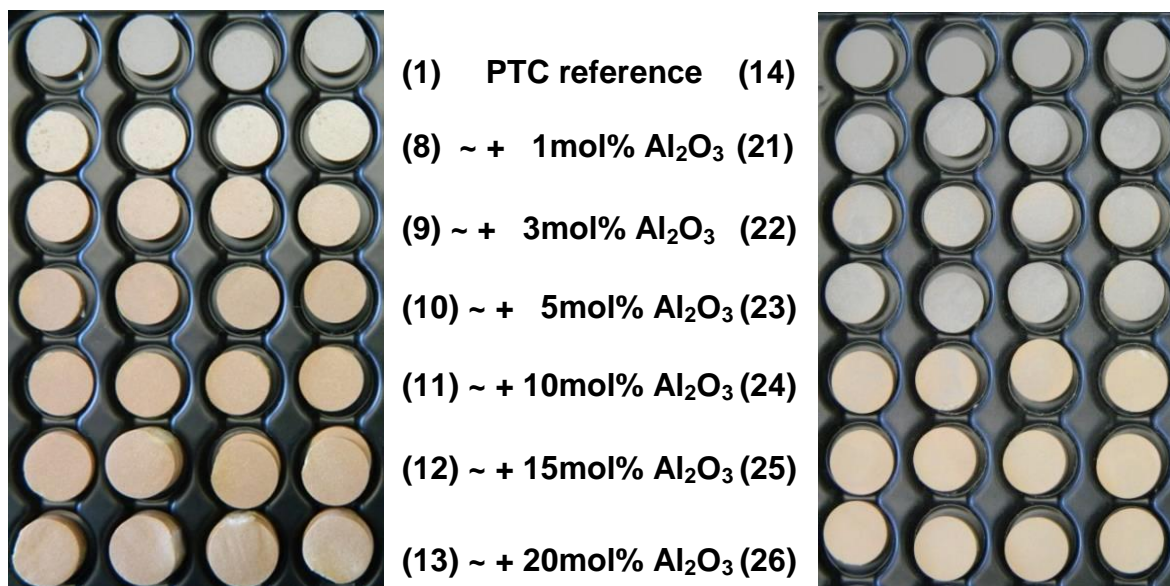 (1) PTC reference (14)
(8) ~ + 1mol% Al₂O₃ (21)
(9) ~ + 3mol% Al₂O₃ (22)
(10) ~ + 5mol% Al₂O₃ (23)
(11) ~ + 10mol% Al₂O₃ (24)
(12) ~ + 15mol% Al₂O₃ (25)
(13) ~ + 20mol% Al₂O₃ (26)